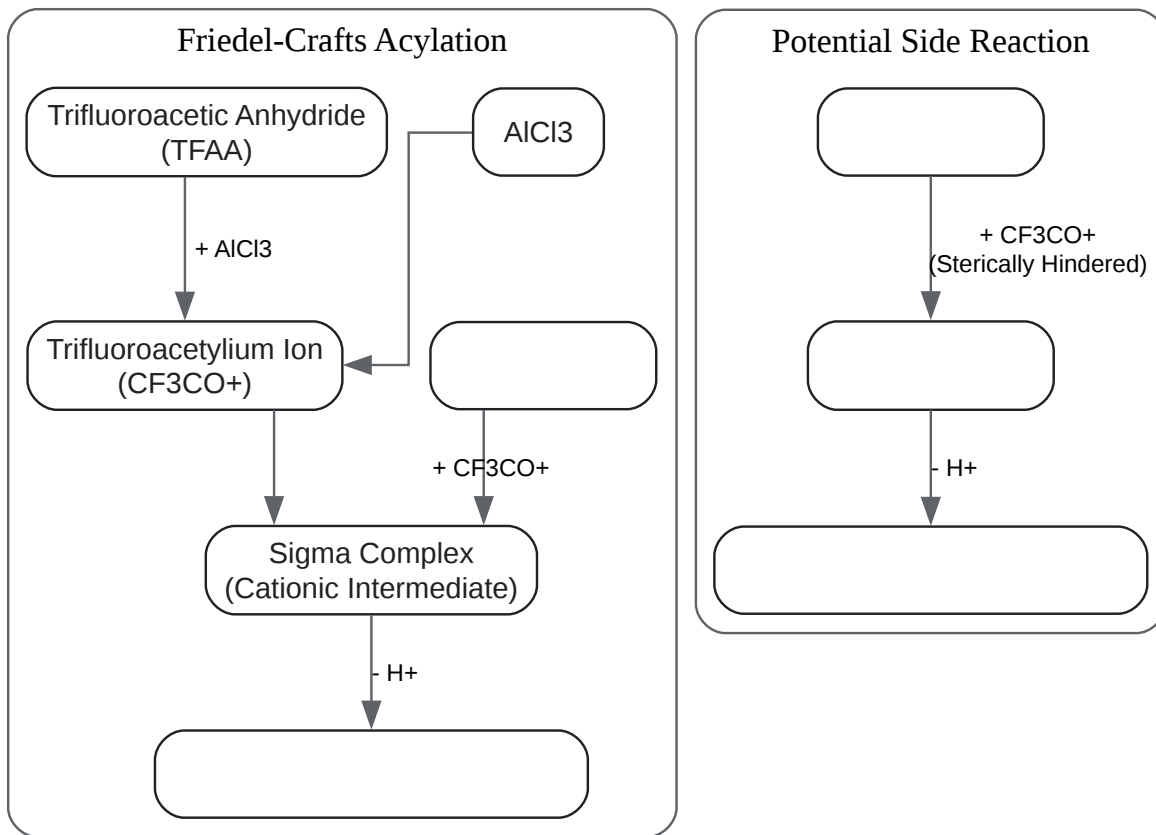 Friedel-Crafts Acylation
Trifluoroacetic Anhydride
(TFAA)
AlCl3
+ AlCl3
Trifluoroacetylium Ion
(CF3CO+)
+ CF3CO+
Sigma Complex
(Cationic Intermediate)
- H+
Potential Side Reaction
+ CF3CO+
(Sterically Hindered)
- H+